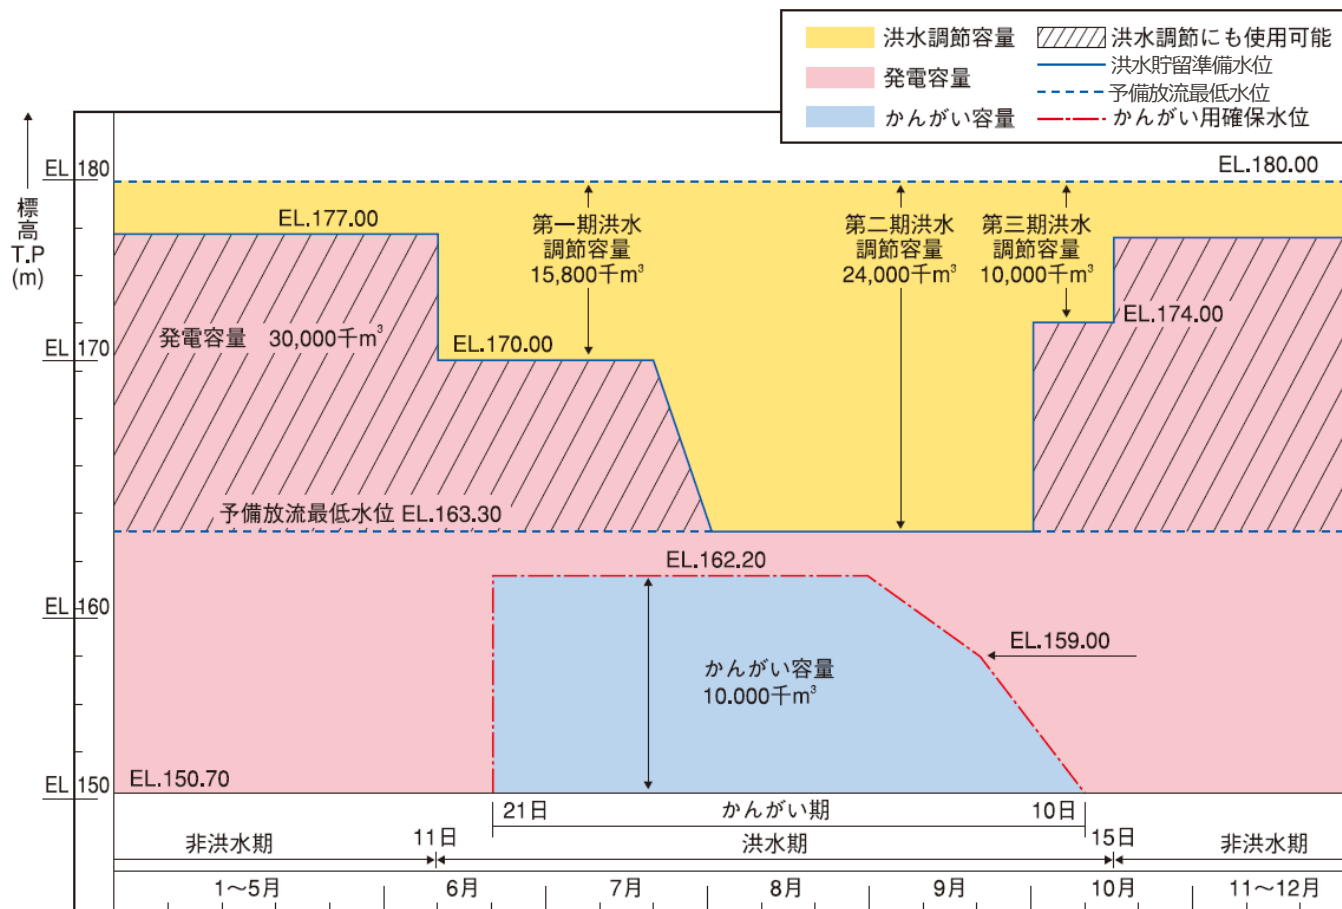 洪水調節容量
洪水調節にも使用可能
発電容量
洪水貯留準備水位
予備放流最低水位
かんがい容量
かんがい用確保水位
標高
T.P
(m)
EL.180
EL.180.00
EL.177.00
第一期洪水
調節容量
15,800千m³
第二期洪水
調節容量
24,000千m³
第三期洪水
調節容量
10,000千m³
発電容量 30,000千m³
EL.174.00
EL.170
EL.170.00
予備放流最低水位 EL.163.30
EL.162.20
EL.160
EL.159.00
かんがい容量
10.000千m³
EL.150
EL.150.70
21日
かんがい期
10日
非洪水期
11日
洪水期
15日
非洪水期
1〜5月
6月
7月
8月
9月
10月
11〜12月